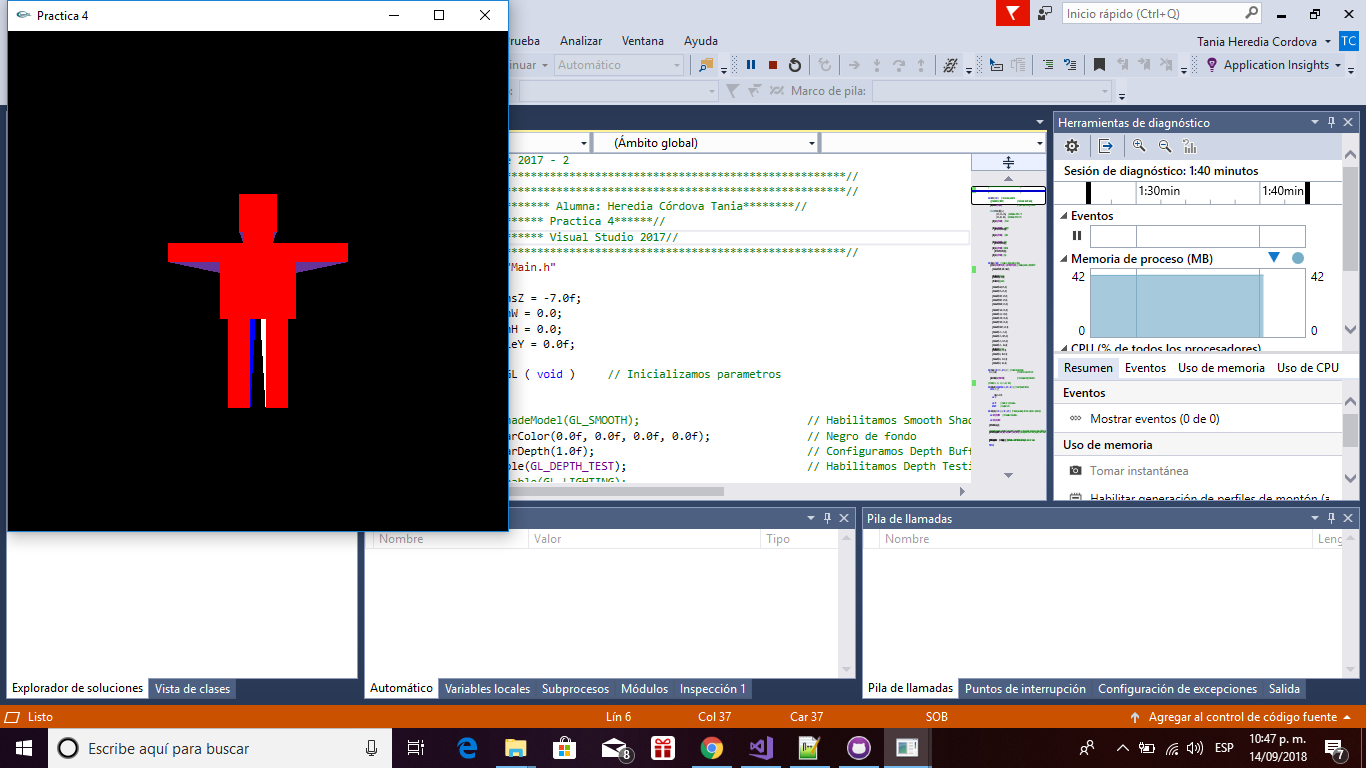 Practica 4
Inicio rápido (Ctrl+Q)
rueba Analizar Ventana Ayuda
Tania Heredia Cordova TC
nuar Automático
Application Insights
Marco de pila:
(Ámbito global)
e 2017 - 2
******************************************//
******************************************//
******* Alumna: Heredia Córdova Tania********//
****** Practica 4******//
****** Visual Studio 2017//
******************************************//
"Main.h"
nsZ = -7.0f;
nW = 0.0;
nH = 0.0;
leY = 0.0f;
GL ( void ) // Inicializamos parametros
hadeModel(GL_SMOOTH); // Habilitamos Smooth Shad
arColor(0.0f, 0.0f, 0.0f, 0.0f); // Negro de fondo
arDepth(1.0f); // Configuramos Depth Buff
ble(GL_DEPTH_TEST); // Habilitamos Depth Testi
nable(GL_LIGHTING);
Herramientas de diagnóstico
Sesión de diagnóstico: 1:40 minutos
1:30min 1:40min
Eventos
Memoria de proceso (MB)
42 42
0 0
CPU (% de todos los procesadores)
Resumen Eventos Uso de memoria Uso de CPU
Eventos
Mostrar eventos (0 de 0)
Uso de memoria
Tomar instantánea
Habilitar generación de perfiles de montón (a
Nombre Valor Tipo
Pila de llamadas
Nombre Leng
Explorador de soluciones Vista de clases
Automático Variables locales Subprocesos Módulos Inspección 1
Pila de llamadas Puntos de interrupción Configuración de excepciones Salida
Listo Lín 6 Col 37 Car 37 SOB Agregar al control de código fuente
Escribe aquí para buscar
8
ESP
10:47 p. m.
14/09/2018
7